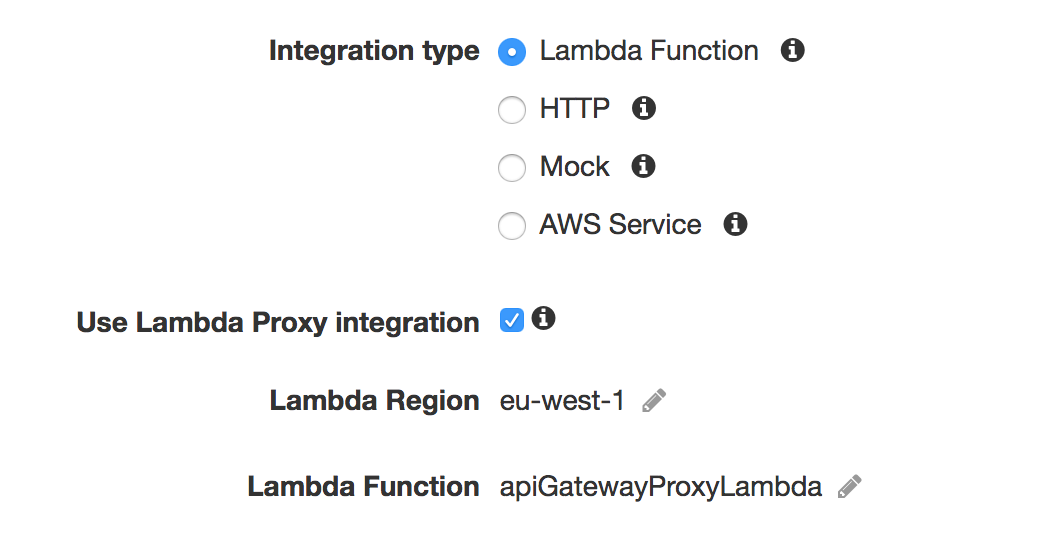 Integration type Lambda Function
HTTP
Mock
AWS Service
Use Lambda Proxy integration
Lambda Region eu-west-1
Lambda Function apiGatewayProxyLambda